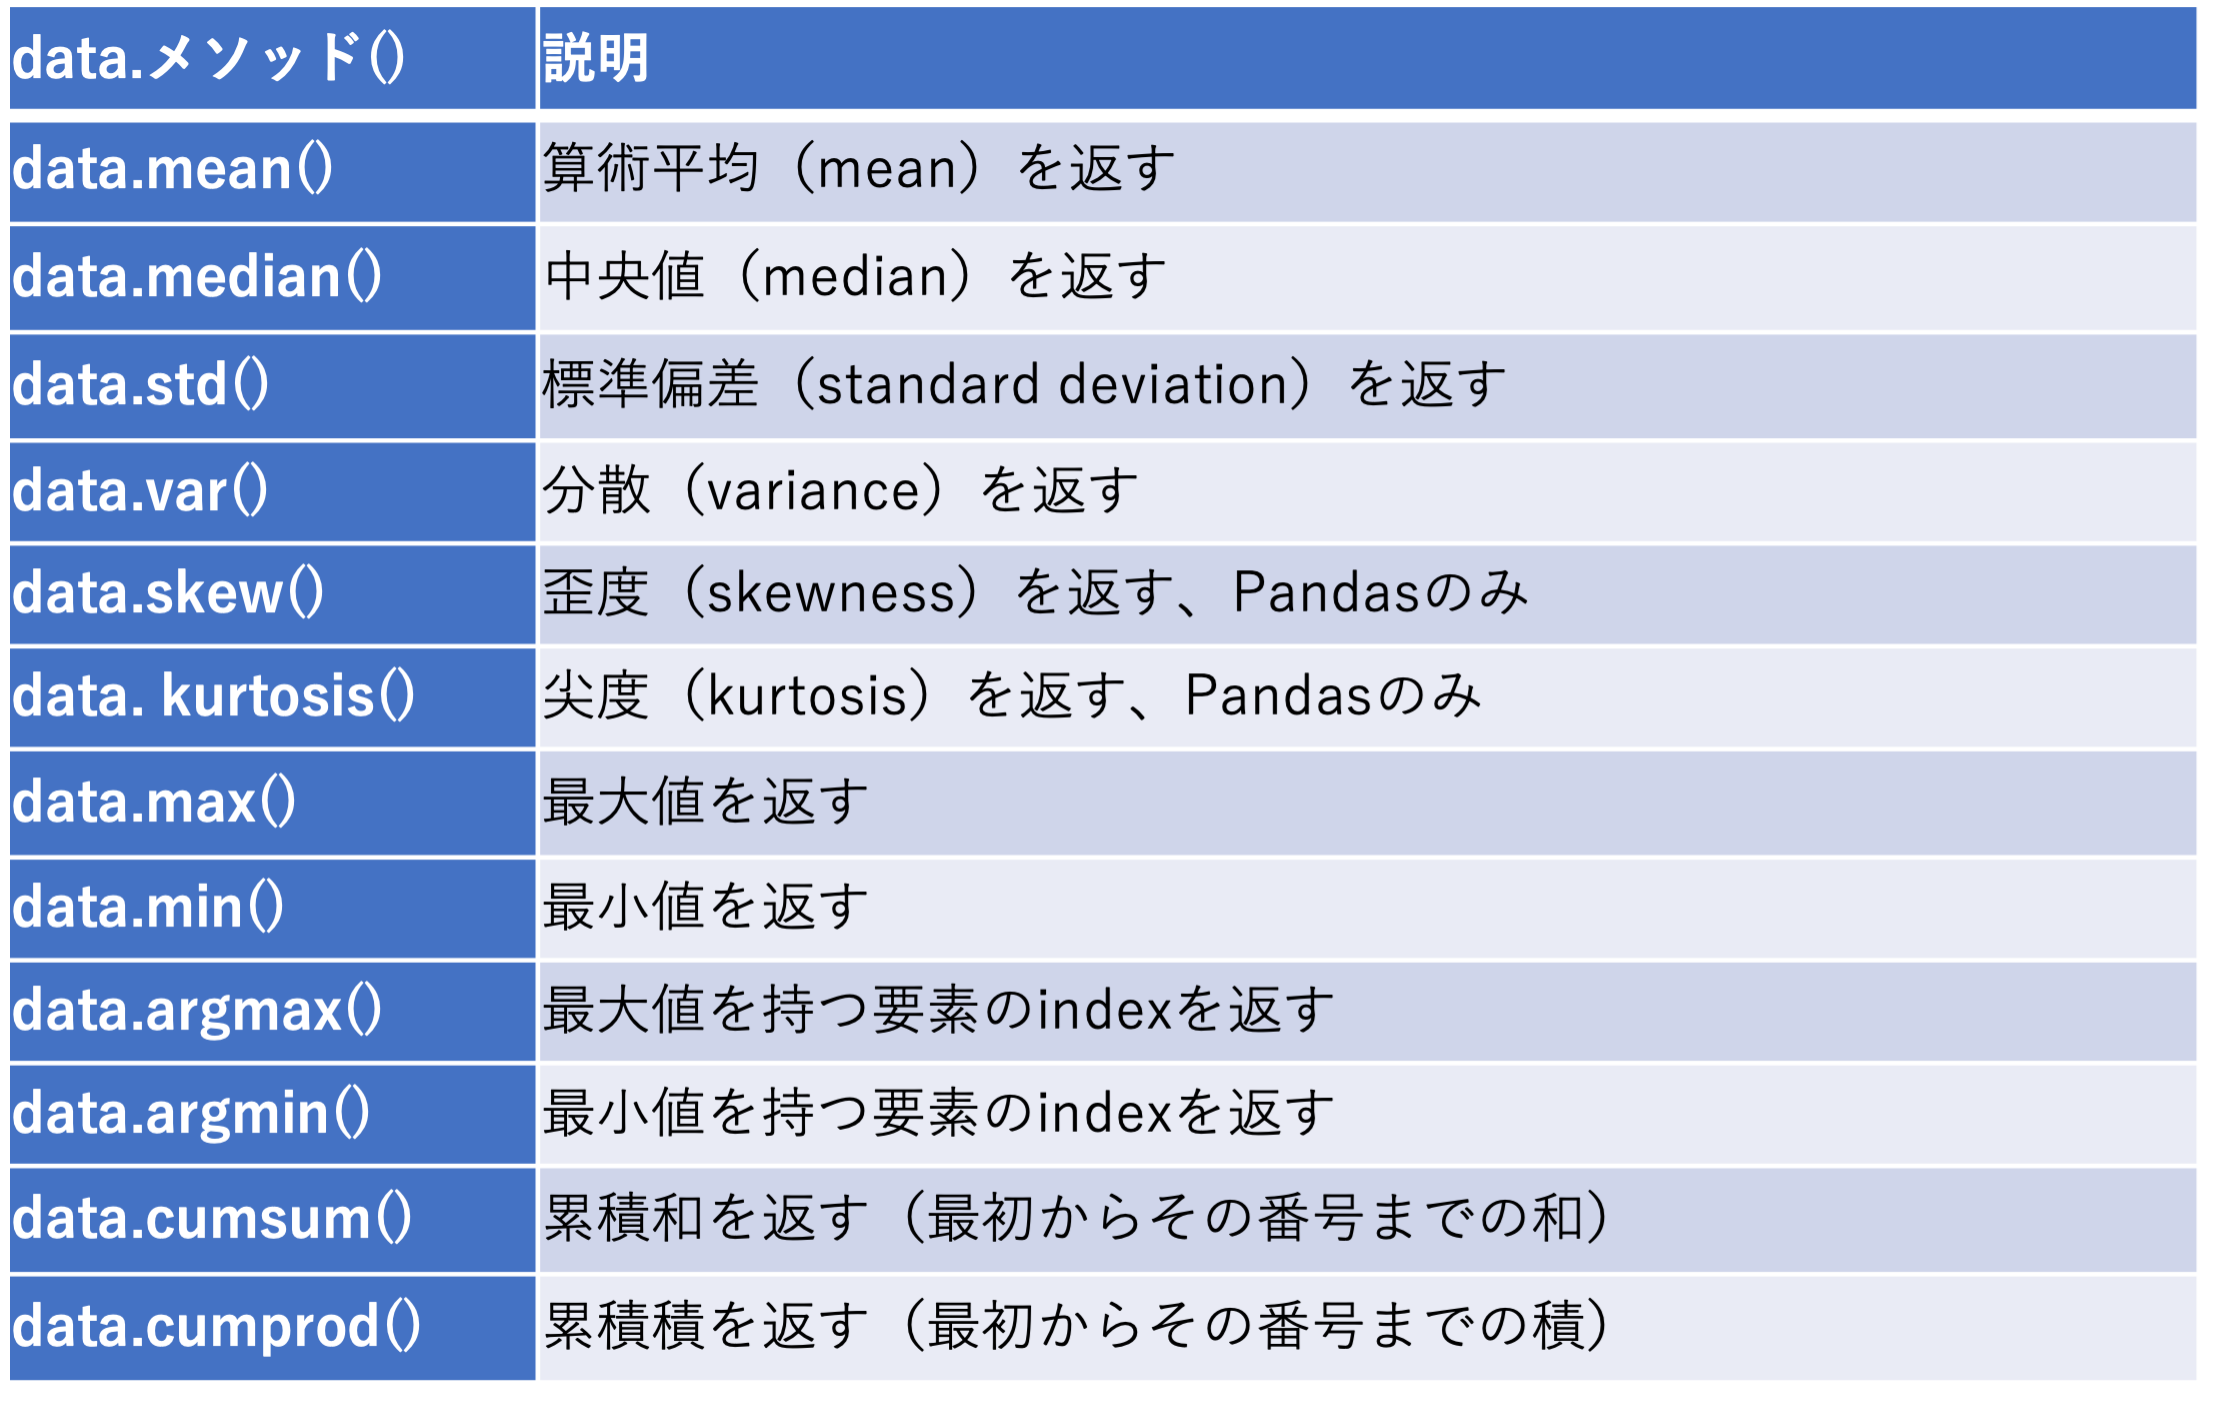 data.メソッド() 説明
data.mean() 算術平均（mean）を返す
data.median() 中央値（median）を返す
data.std() 標準偏差（standard deviation）を返す
data.var() 分散（variance）を返す
data.skew() 歪度（skewness）を返す、Pandasのみ
data. kurtosis() 尖度（kurtosis）を返す、Pandasのみ
data.max() 最大値を返す
data.min() 最小値を返す
data.argmax() 最大値を持つ要素のindexを返す
data.argmin() 最小値を持つ要素のindexを返す
data.cumsum() 累積和を返す（最初からその番号までの和）
data.cumprod() 累積積を返す（最初からその番号までの積）